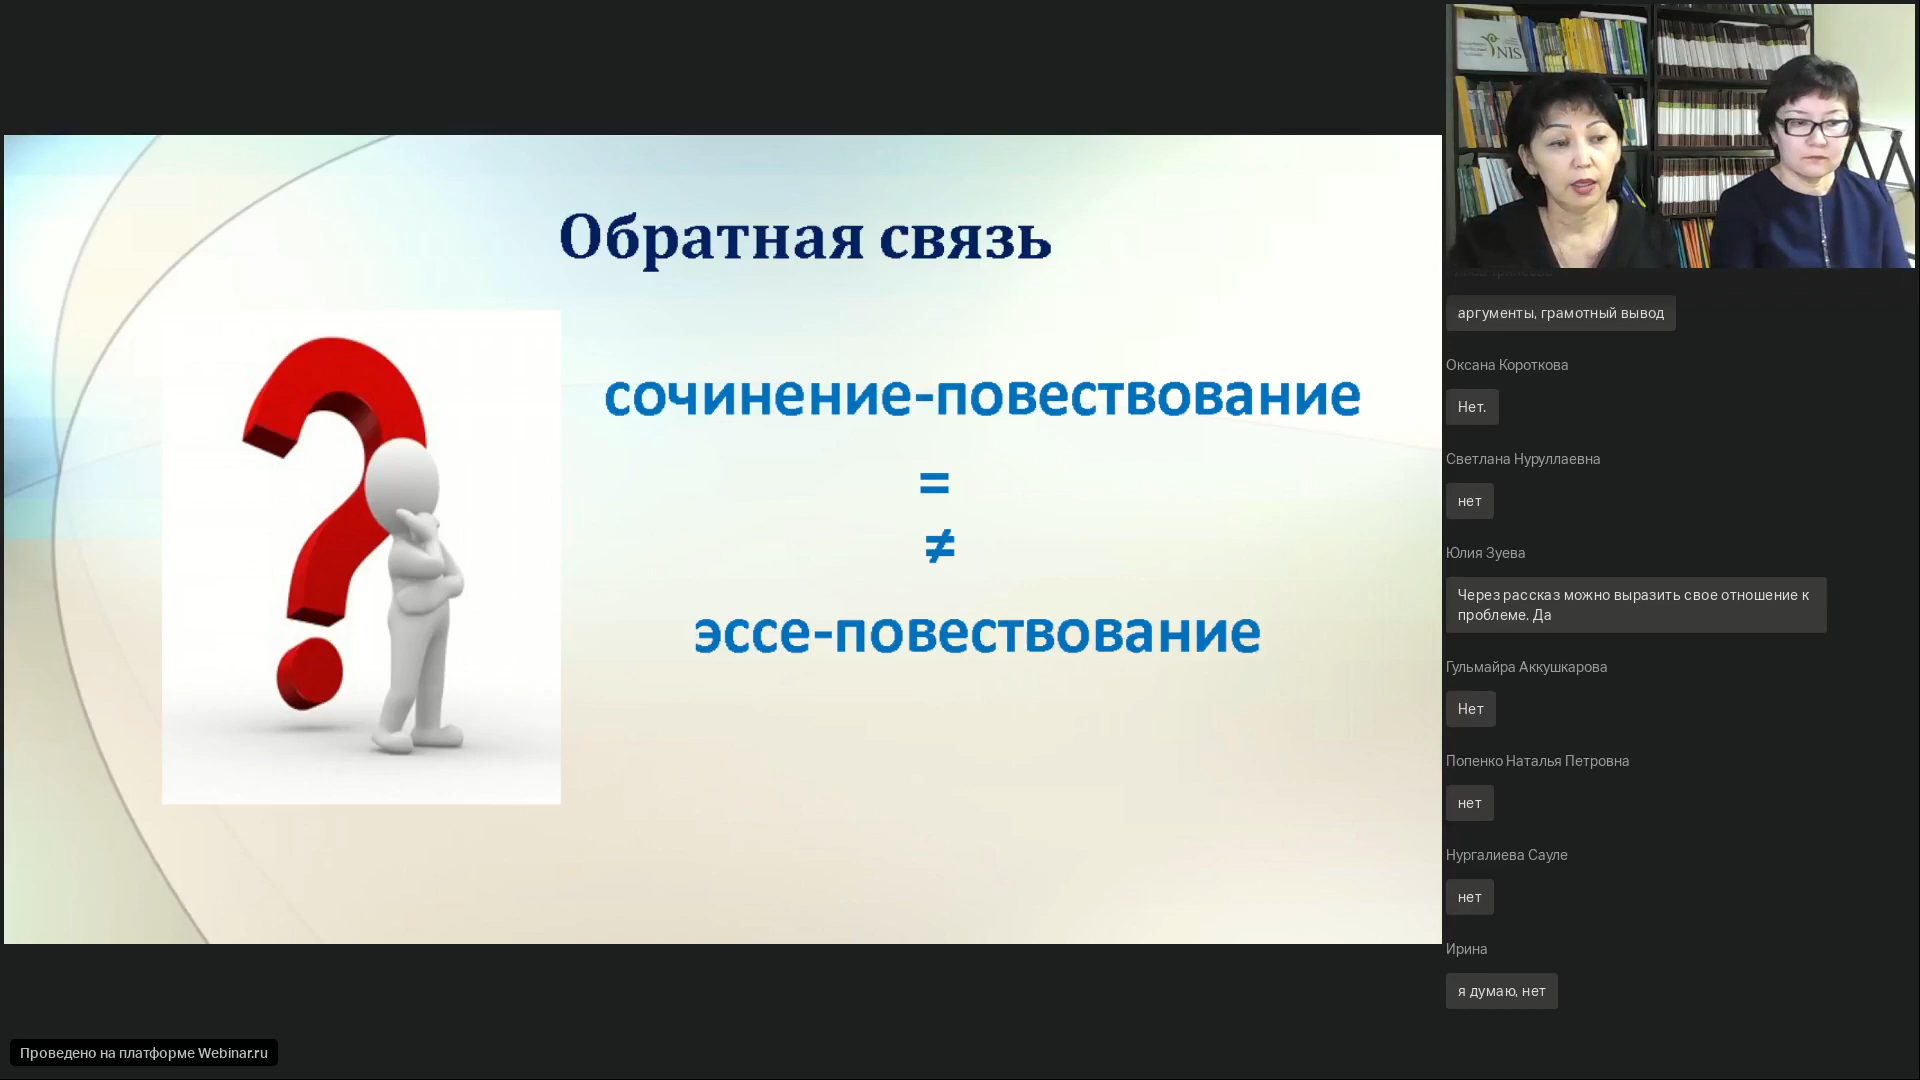 Обратная связь
сочинение-повествование
=
≠
эссе-повествование
NIS
аргументы, грамотный вывод
Оксана Короткова
Нет.
Светлана Нуруллаевна
нет
Юлия Зуева
Через рассказ можно выразить свое отношение к
проблеме. Да
Гульмайра Аккушкарова
Нет
Попенко Наталья Петровна
нет
Нургалиева Сауле
нет
Ирина
я думаю, нет
Проведено на платформе Webinar.ru